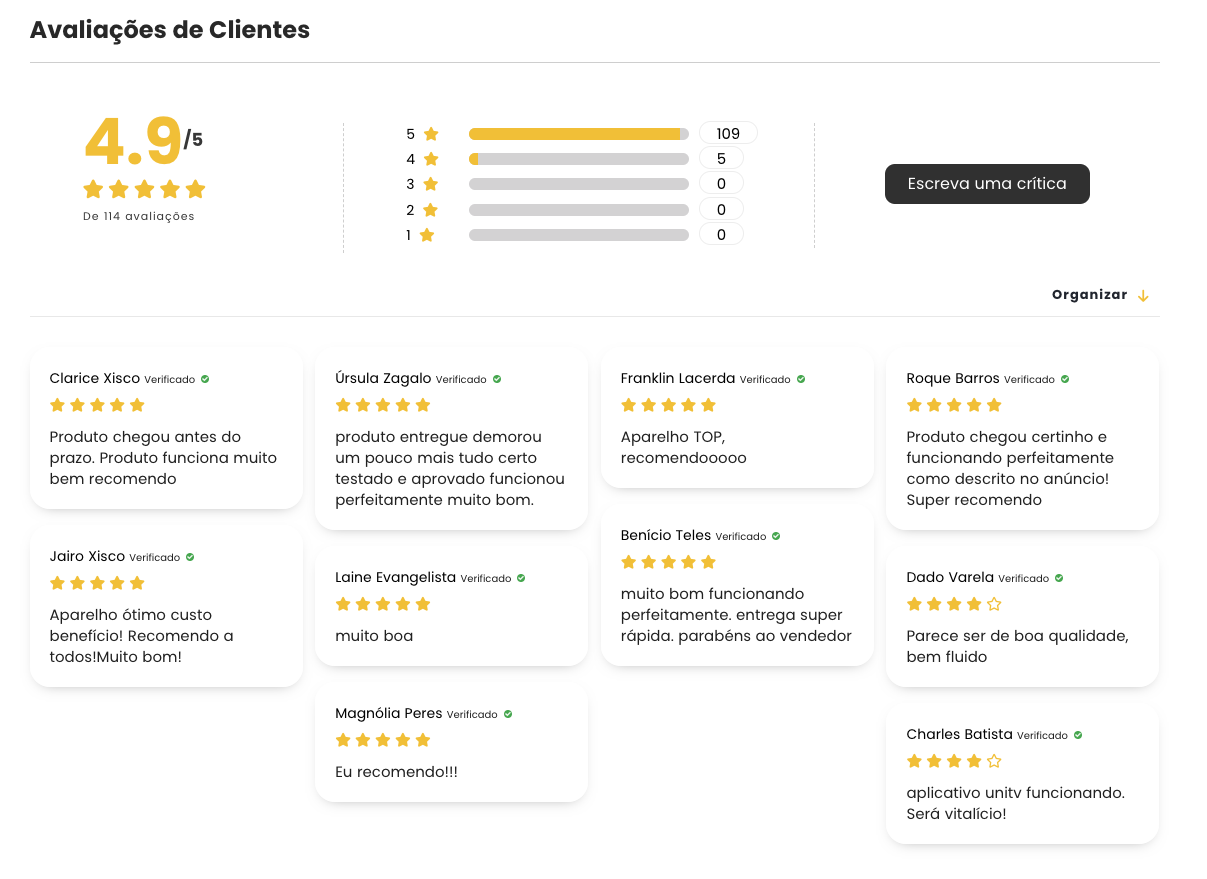 Avaliações de Clientes
4.9/5
De 114 avaliações
5 109
4 5
3 0
2 0
1 0
Escreva uma crítica
Organizar
Clarice Xisco Verificado
Produto chegou antes do
prazo. Produto funciona muito
bem recomendo
Jairo Xisco Verificado
Aparelho ótimo custo
benefício! Recomendo a
todos!Muito bom!
Úrsula Zagalo Verificado
produto entregue demorou
um pouco mais tudo certo
testado e aprovado funcionou
perfeitamente muito bom.
Laine Evangelista Verificado
muito boa
Magnólia Peres Verificado
Eu recomendo!!!
Franklin Lacerda Verificado
Aparelho TOP,
recomendooooo
Benício Teles Verificado
muito bom funcionando
perfeitamente. entrega super
rápida. parabéns ao vendedor
Roque Barros Verificado
Produto chegou certinho e
funcionando perfeitamente
como descrito no anúncio!
Super recomendo
Dado Varela Verificado
Parece ser de boa qualidade,
bem fluido
Charles Batista Verificado
aplicativo unitv funcionando.
Será vitalício!